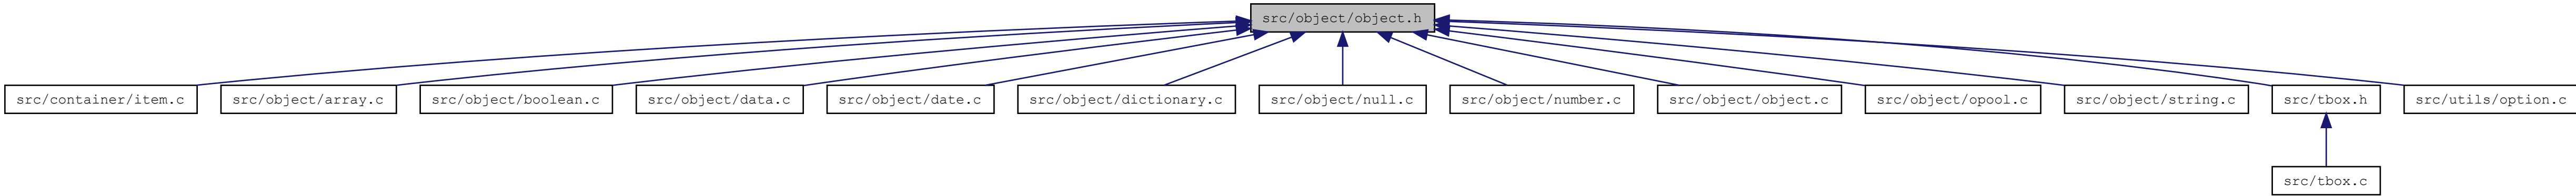 src/object/object.h
src/container/item.c
src/object/array.c
src/object/boolean.c
src/object/data.c
src/object/date.c
src/object/dictionary.c
src/object/null.c
src/object/number.c
src/object/object.c
src/object/opool.c
src/object/string.c
src/tbox.h
src/utils/option.c
src/tbox.c